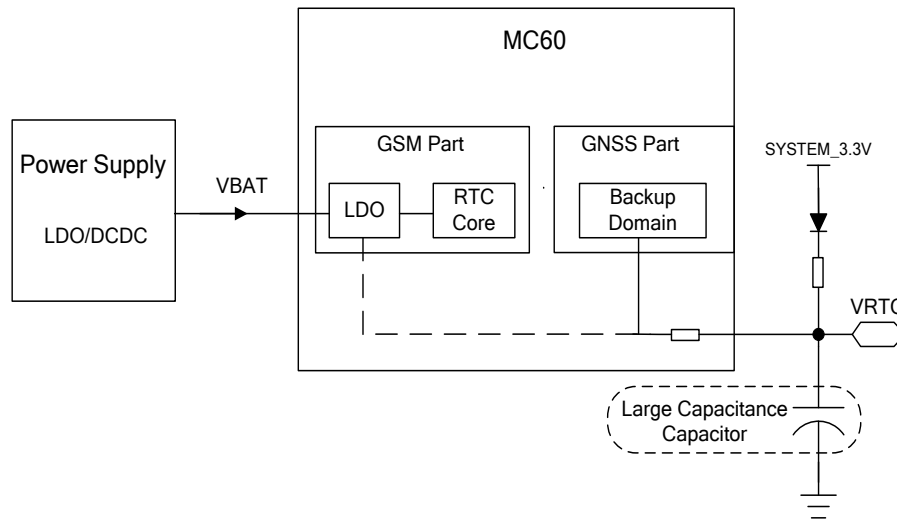 MC60
GSM Part
GNSS Part
SYSTEM_3.3V
Power Supply
LDO/DCDC
VBAT
LDO
RTC
Core
Backup
Domain
VRTC
Large Capacitance
Capacitor